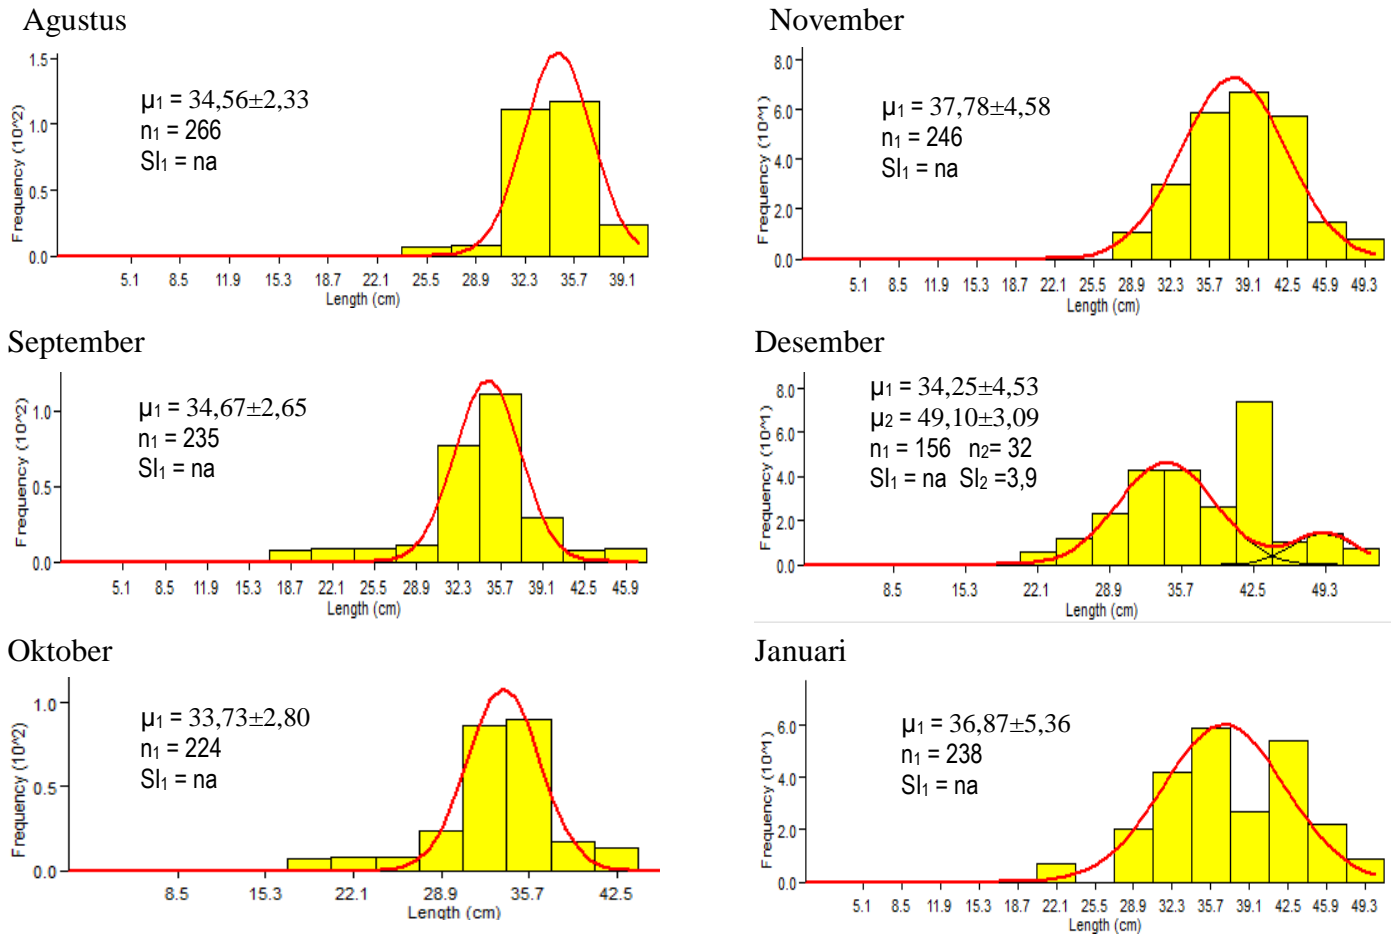 Agustus
1.5
1.0
0.5
0.0
Frequency (10^2)
µ1 = 34,56±2,33
n1 = 266
SI1 = na
5.1 8.5 11.9 15.3 18.7 22.1 25.5 28.9 32.3 35.7 39.1
Length (cm)
November
8.0
6.0
4.0
2.0
0.0
Frequency (10^1)
µ1 = 37,78±4,58
n1 = 246
SI1 = na
5.1 8.5 11.9 15.3 18.7 22.1 25.5 28.9 32.3 35.7 39.1 42.5 45.9 49.3
Length (cm)
September
1.0
0.5
0.0
Frequency (10^2)
µ1 = 34,67±2,65
n1 = 235
SI1 = na
5.1 8.5 11.9 15.3 18.7 22.1 25.5 28.9 32.3 35.7 39.1 42.5 45.9
Length (cm)
Desember
8.0
6.0
4.0
2.0
0.0
Frequency (10^1)
µ1 = 34,25±4,53
µ2 = 49,10±3,09
n1 = 156 n2= 32
SI1 = na SI2 =3,9
8.5 15.3 22.1 28.9 35.7 42.5 49.3
Length (cm)
Oktober
1.0
0.5
0.0
Frequency (10^2)
µ1 = 33,73±2,80
n1 = 224
SI1 = na
8.5 15.3 22.1 28.9 35.7 42.5
Length (cm)
Januari
6.0
4.0
2.0
0.0
Frequency (10^1)
µ1 = 36,87±5,36
n1 = 238
SI1 = na
5.1 8.5 11.9 15.3 18.7 22.1 25.5 28.9 32.3 35.7 39.1 42.5 45.9 49.3
Length (cm)